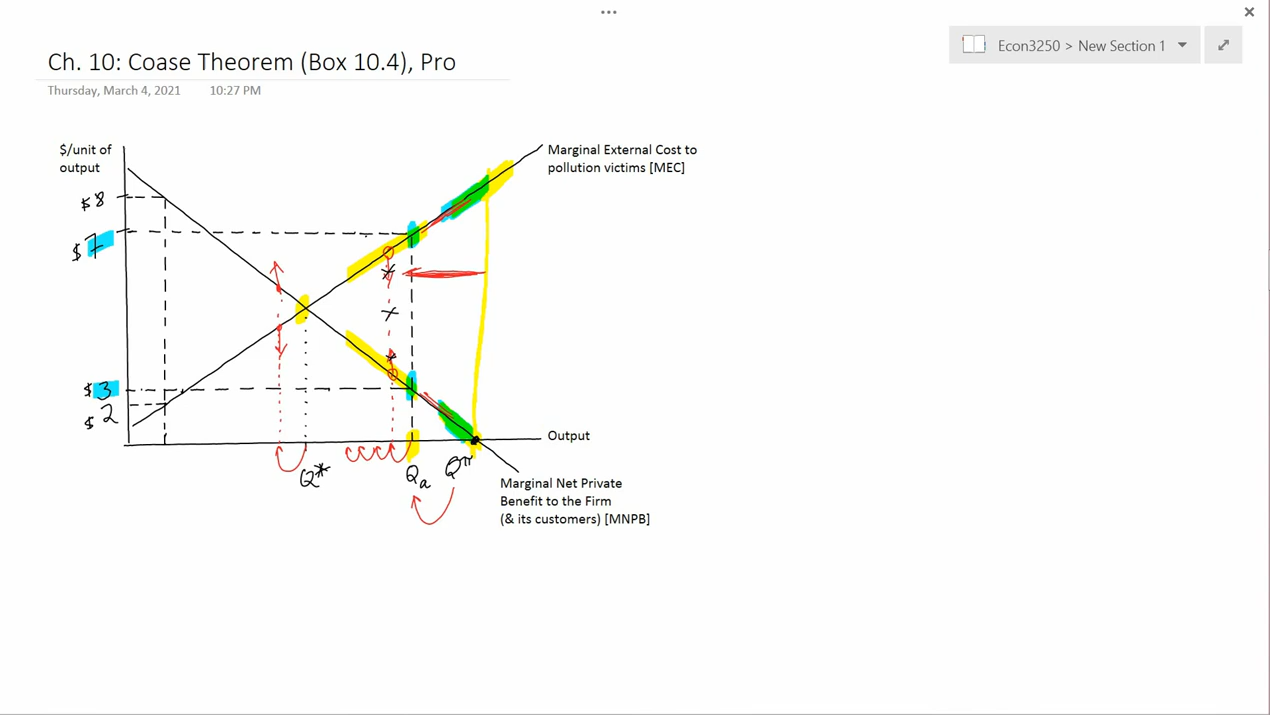 Econ3250 > New Section 1
Ch. 10: Coase Theorem (Box 10.4), Pro
Thursday, March 4, 2021 10:27 PM
$/unit of
output
Marginal External Cost to
pollution victims [MEC]
$8
$7
$3
$2
Output
Q*
Qa
Qπ
Marginal Net Private
Benefit to the Firm
(& its customers) [MNPB]